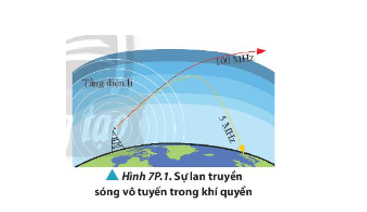 100 MHz
Tầng điện li
5 MHz
▲ Hình 7P.1. Sự lan truyền
sóng vô tuyến trong khí quyển